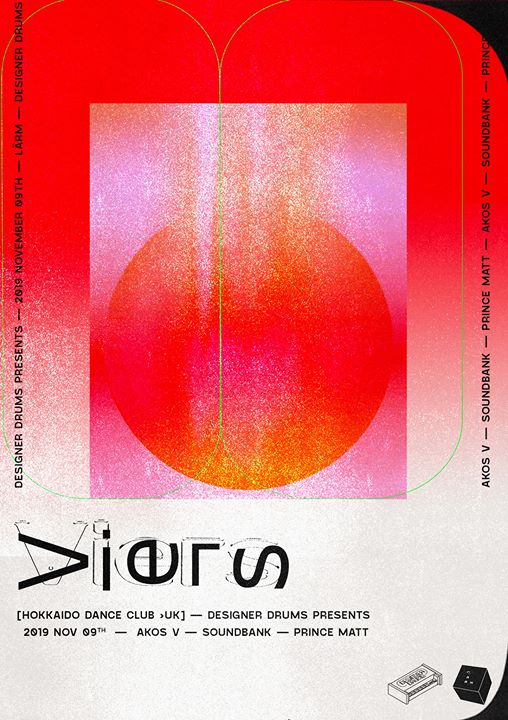 DESIGNER DRUMS PRESENTS — 2019 NOVEMBER 09TH — LÄRM — DESIGNER DRUMS
AKOS V — SOUNDBANK — PRINCE MATT — AKOS V — SOUNDBANK —
Viers
[HOKKAIDO DANCE CLUB >UK] — DESIGNER DRUMS PRESENTS
2019 NOV 09TH — AKOS V — SOUNDBANK — PRINCE MATT